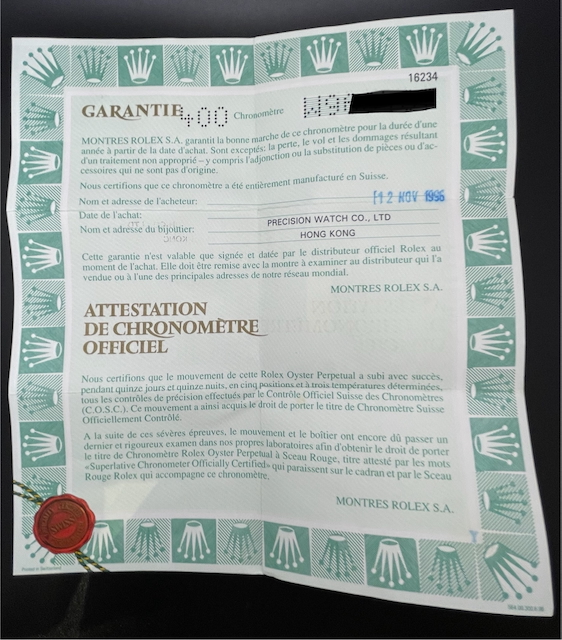 16234
GARANTIE 400 Chronomètre
MONTRES ROLEX S.A. garantit la bonne marche de ce chronomètre pour la durée d'une
année à partir de la date d'achat. Sont exceptés: la perte, le vol et les dommages résultant
d'un traitement non approprié – y compris l'adjonction ou la substitution de pièces ou d'ac-
cessoires qui ne sont pas d'origine.
Nous certifions que ce chronomètre a été entièrement manufacturé en Suisse.
Nom et adresse de l'acheteur:
12 NOV 1996
Date de l'achat:
PRECISION WATCH CO., LTD
Nom et adresse du bijoutier:
HONG KONG
Cette garantie n'est valable que signée et datée par le distributeur officiel Rolex au
moment de l'achat. Elle doit être remise avec la montre à examiner au distributeur qui l'a
vendue ou à l'une des principales adresses de notre réseau mondial.
MONTRES ROLEX S.A.
ATTESTATION
DE CHRONOMÈTRE
OFFICIEL
Nous certifions que le mouvement de cette Rolex Oyster Perpetual a subi avec succès,
pendant quinze jours et quinze nuits, en cinq positions et à trois températures déterminées,
tous les contrôles de précision effectués par le Contrôle Officiel Suisse des Chronomètres
(C.O.S.C.). Ce mouvement a ainsi acquis le droit de porter le titre de Chronomètre Suisse
Officiellement Contrôlé.
A la suite de ces sévères épreuves, le mouvement et le boîtier ont encore dû passer un
dernier et rigoureux examen dans nos propres laboratoires afin d'obtenir le droit de porter
le titre de Chronomètre Rolex Oyster Perpetual à Sceau Rouge, titre attesté par les mots
«Superlative Chronometer Officially Certified» qui paraissent sur le cadran et par le Sceau
Rouge Rolex qui accompagne ce chronomètre.
MONTRES ROLEX S.A.
Printed in Switzerland